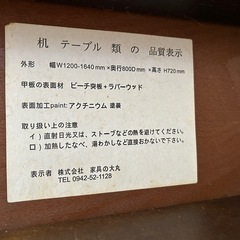 机 テーブル 類 の 品質表示
外形 幅W1200-1640mm×奥行800Dmm×高さH720mm
甲板の表面材 ビーチ突板+ラバーウッド
表面加工paint: アクチニウム 塗装
取り扱い上の注意
イ) 直射日光又は、ストーブなどの熱を避けてください。
ロ) 加熱したなべ、湯わかしなど直接おかないで下さい。
表示者 株式会社 家具の大丸
TEL 0942-52-1128